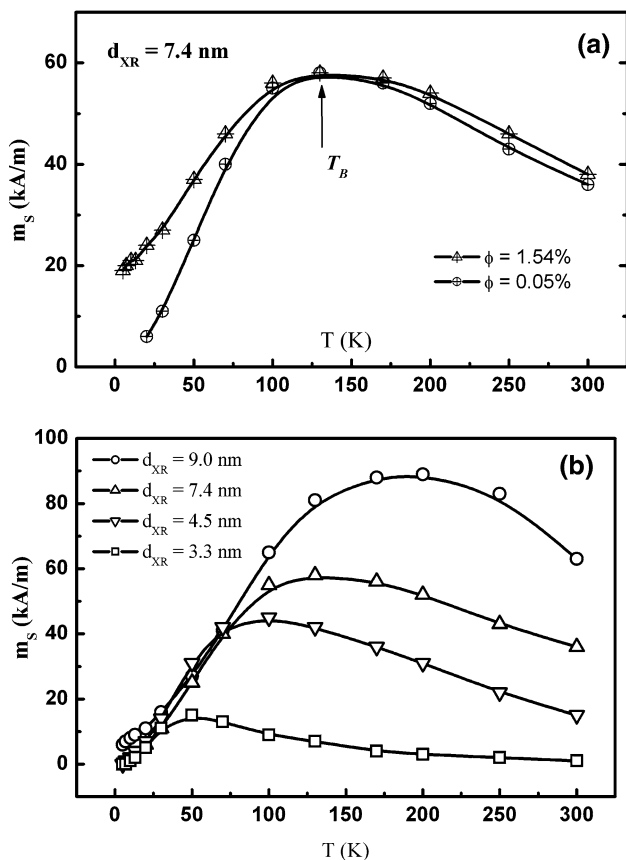 d_XR = 7.4 nm
(a)
60
40
20
0
m_S (kA/m)
T_B
ϕ = 1.54%
ϕ = 0.05%
T (K)
0 50 100 150 200 250 300
100
80
60
40
20
0
m_S (kA/m)
d_XR = 9.0 nm
d_XR = 7.4 nm
d_XR = 4.5 nm
d_XR = 3.3 nm
(b)
0 50 100 150 200 250 300
T (K)